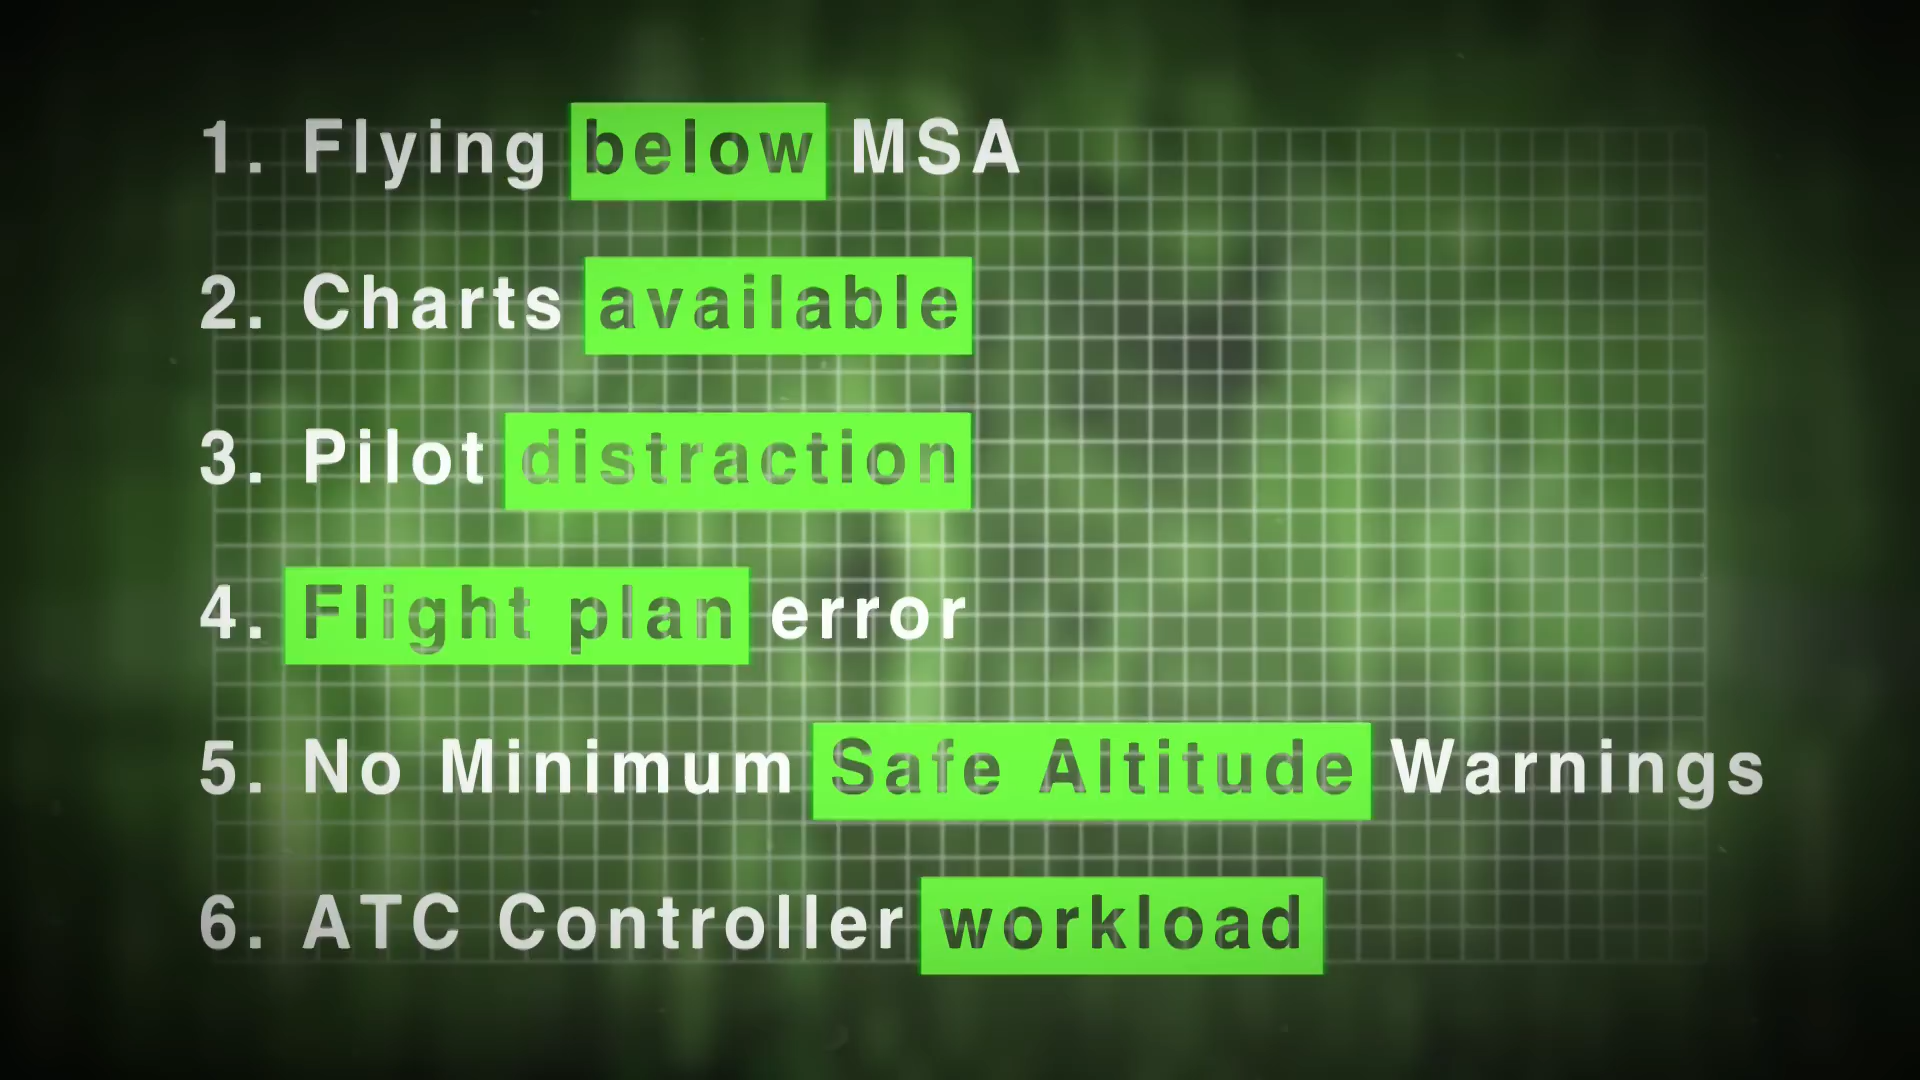 1. Flying below MSA
2. Charts available
3. Pilot distraction
4. Flight plan error
5. No Minimum Safe Altitude Warnings
6. ATC Controller workload